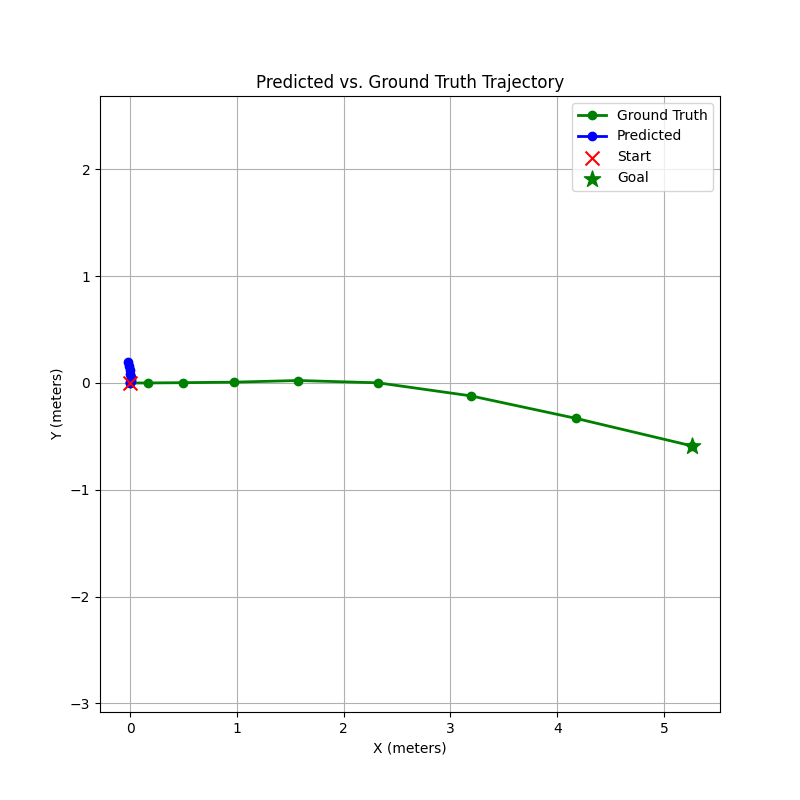 Predicted vs. Ground Truth Trajectory
Ground Truth
Predicted
Start
Goal
2
1
0
−1
−2
−3
Y (meters)
0 1 2 3 4 5
X (meters)